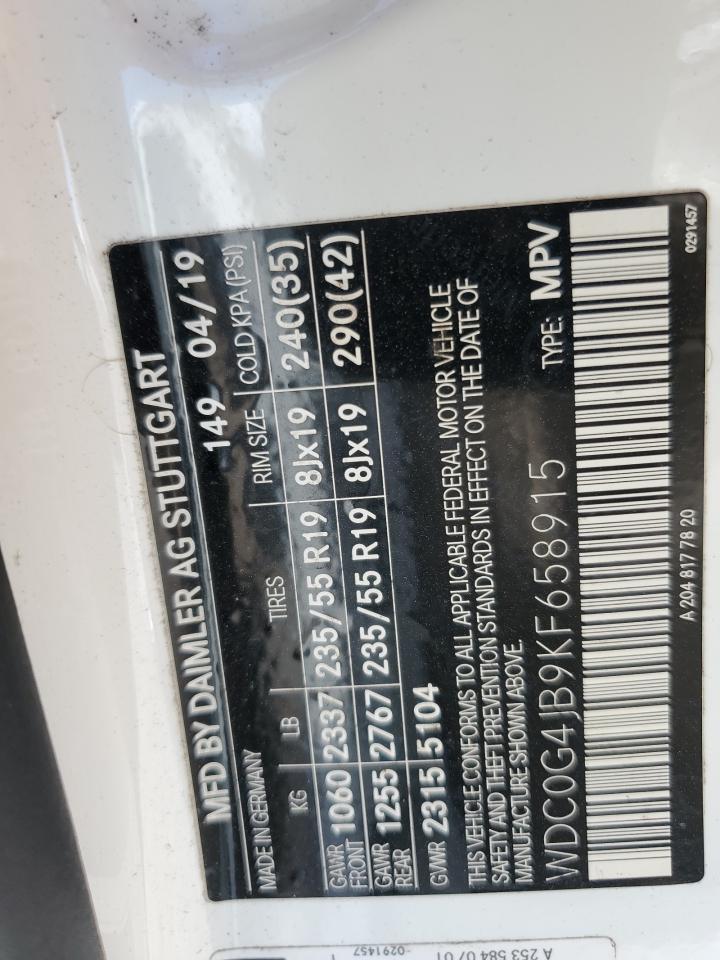 MFD BY DAIMLER AG STUTTGART
MADE IN GERMANY 149 04/19
KG LB TIRES RIM SIZE COLD KPA (PSI)
GAWR FRONT 1060 2337 235/55 R19 8Jx19 240(35)
GAWR REAR 1255 2767 235/55 R19 8Jx19 290(42)
GVWR 2315 5104
THIS VEHICLE CONFORMS TO ALL APPLICABLE FEDERAL MOTOR VEHICLE
SAFETY AND THEFT PREVENTION STANDARDS IN EFFECT ON THE DATE OF
MANUFACTURE SHOWN ABOVE.
WDC0G4JB9KF658915 TYPE: MPV
A 204 817 78 20 0291457
A 253 584 07 01
0291457